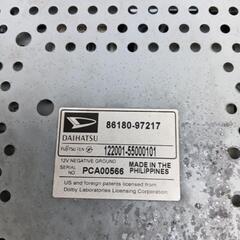 86180-97217
DAIHATSU
FUJITSU TEN
122001-55000101
12V NEGATIVE GROUND
SERIAL NO PCA00566
MADE IN THE PHILIPPINES
US and foreign patents licensed from
Dolby Laboratories Licensing Corporation.